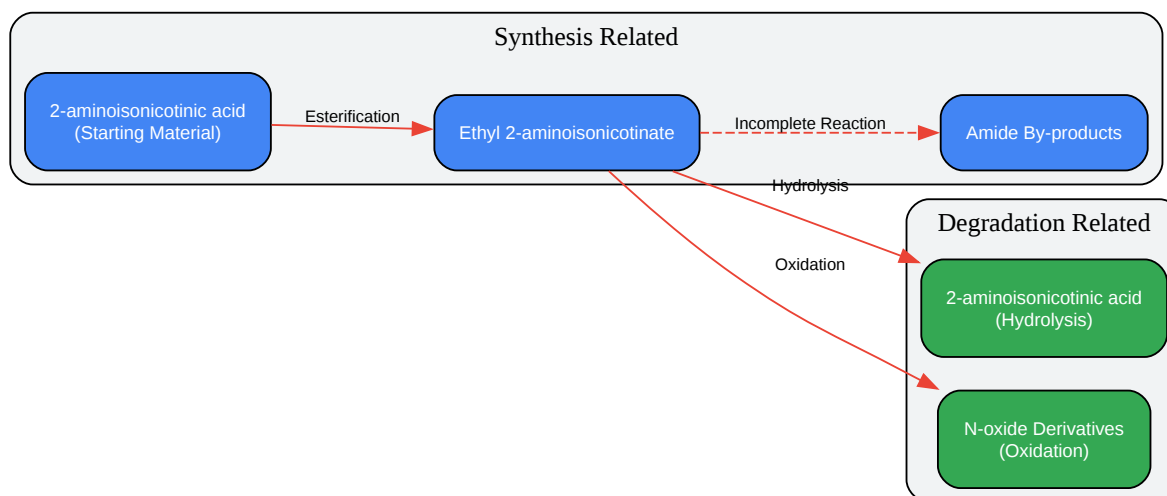 Synthesis Related
2-aminoisonicotinic acid
(Starting Material)
Esterification
Ethyl 2-aminoisonicotinate
Incomplete Reaction
Amide By-products
Hydrolysis
Oxidation
Degradation Related
2-aminoisonicotinic acid
(Hydrolysis)
N-oxide Derivatives
(Oxidation)